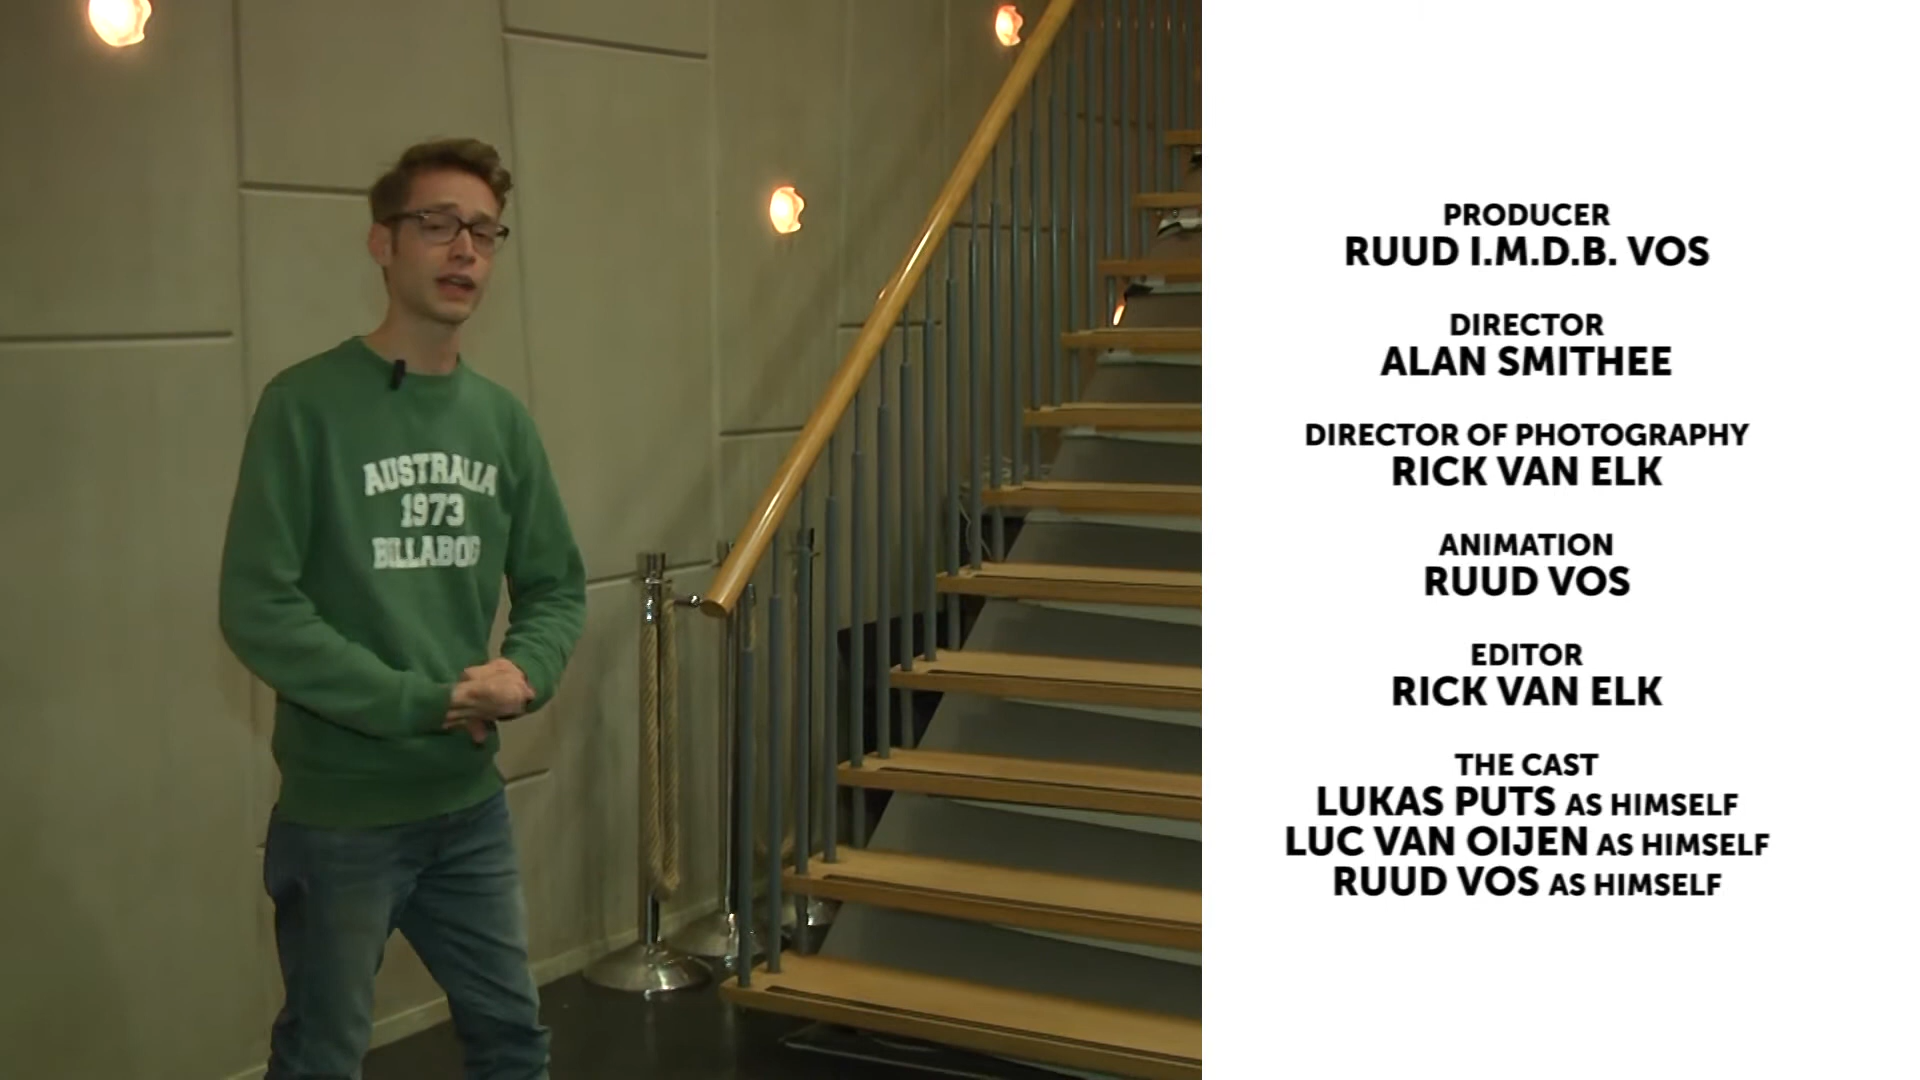 AUSTRALIA
1973
BILLABOG
PRODUCER
RUUD I.M.D.B. VOS
DIRECTOR
ALAN SMITHEE
DIRECTOR OF PHOTOGRAPHY
RICK VAN ELK
ANIMATION
RUUD VOS
EDITOR
RICK VAN ELK
THE CAST
LUKAS PUTS AS HIMSELF
LUC VAN OIJEN AS HIMSELF
RUUD VOS AS HIMSELF